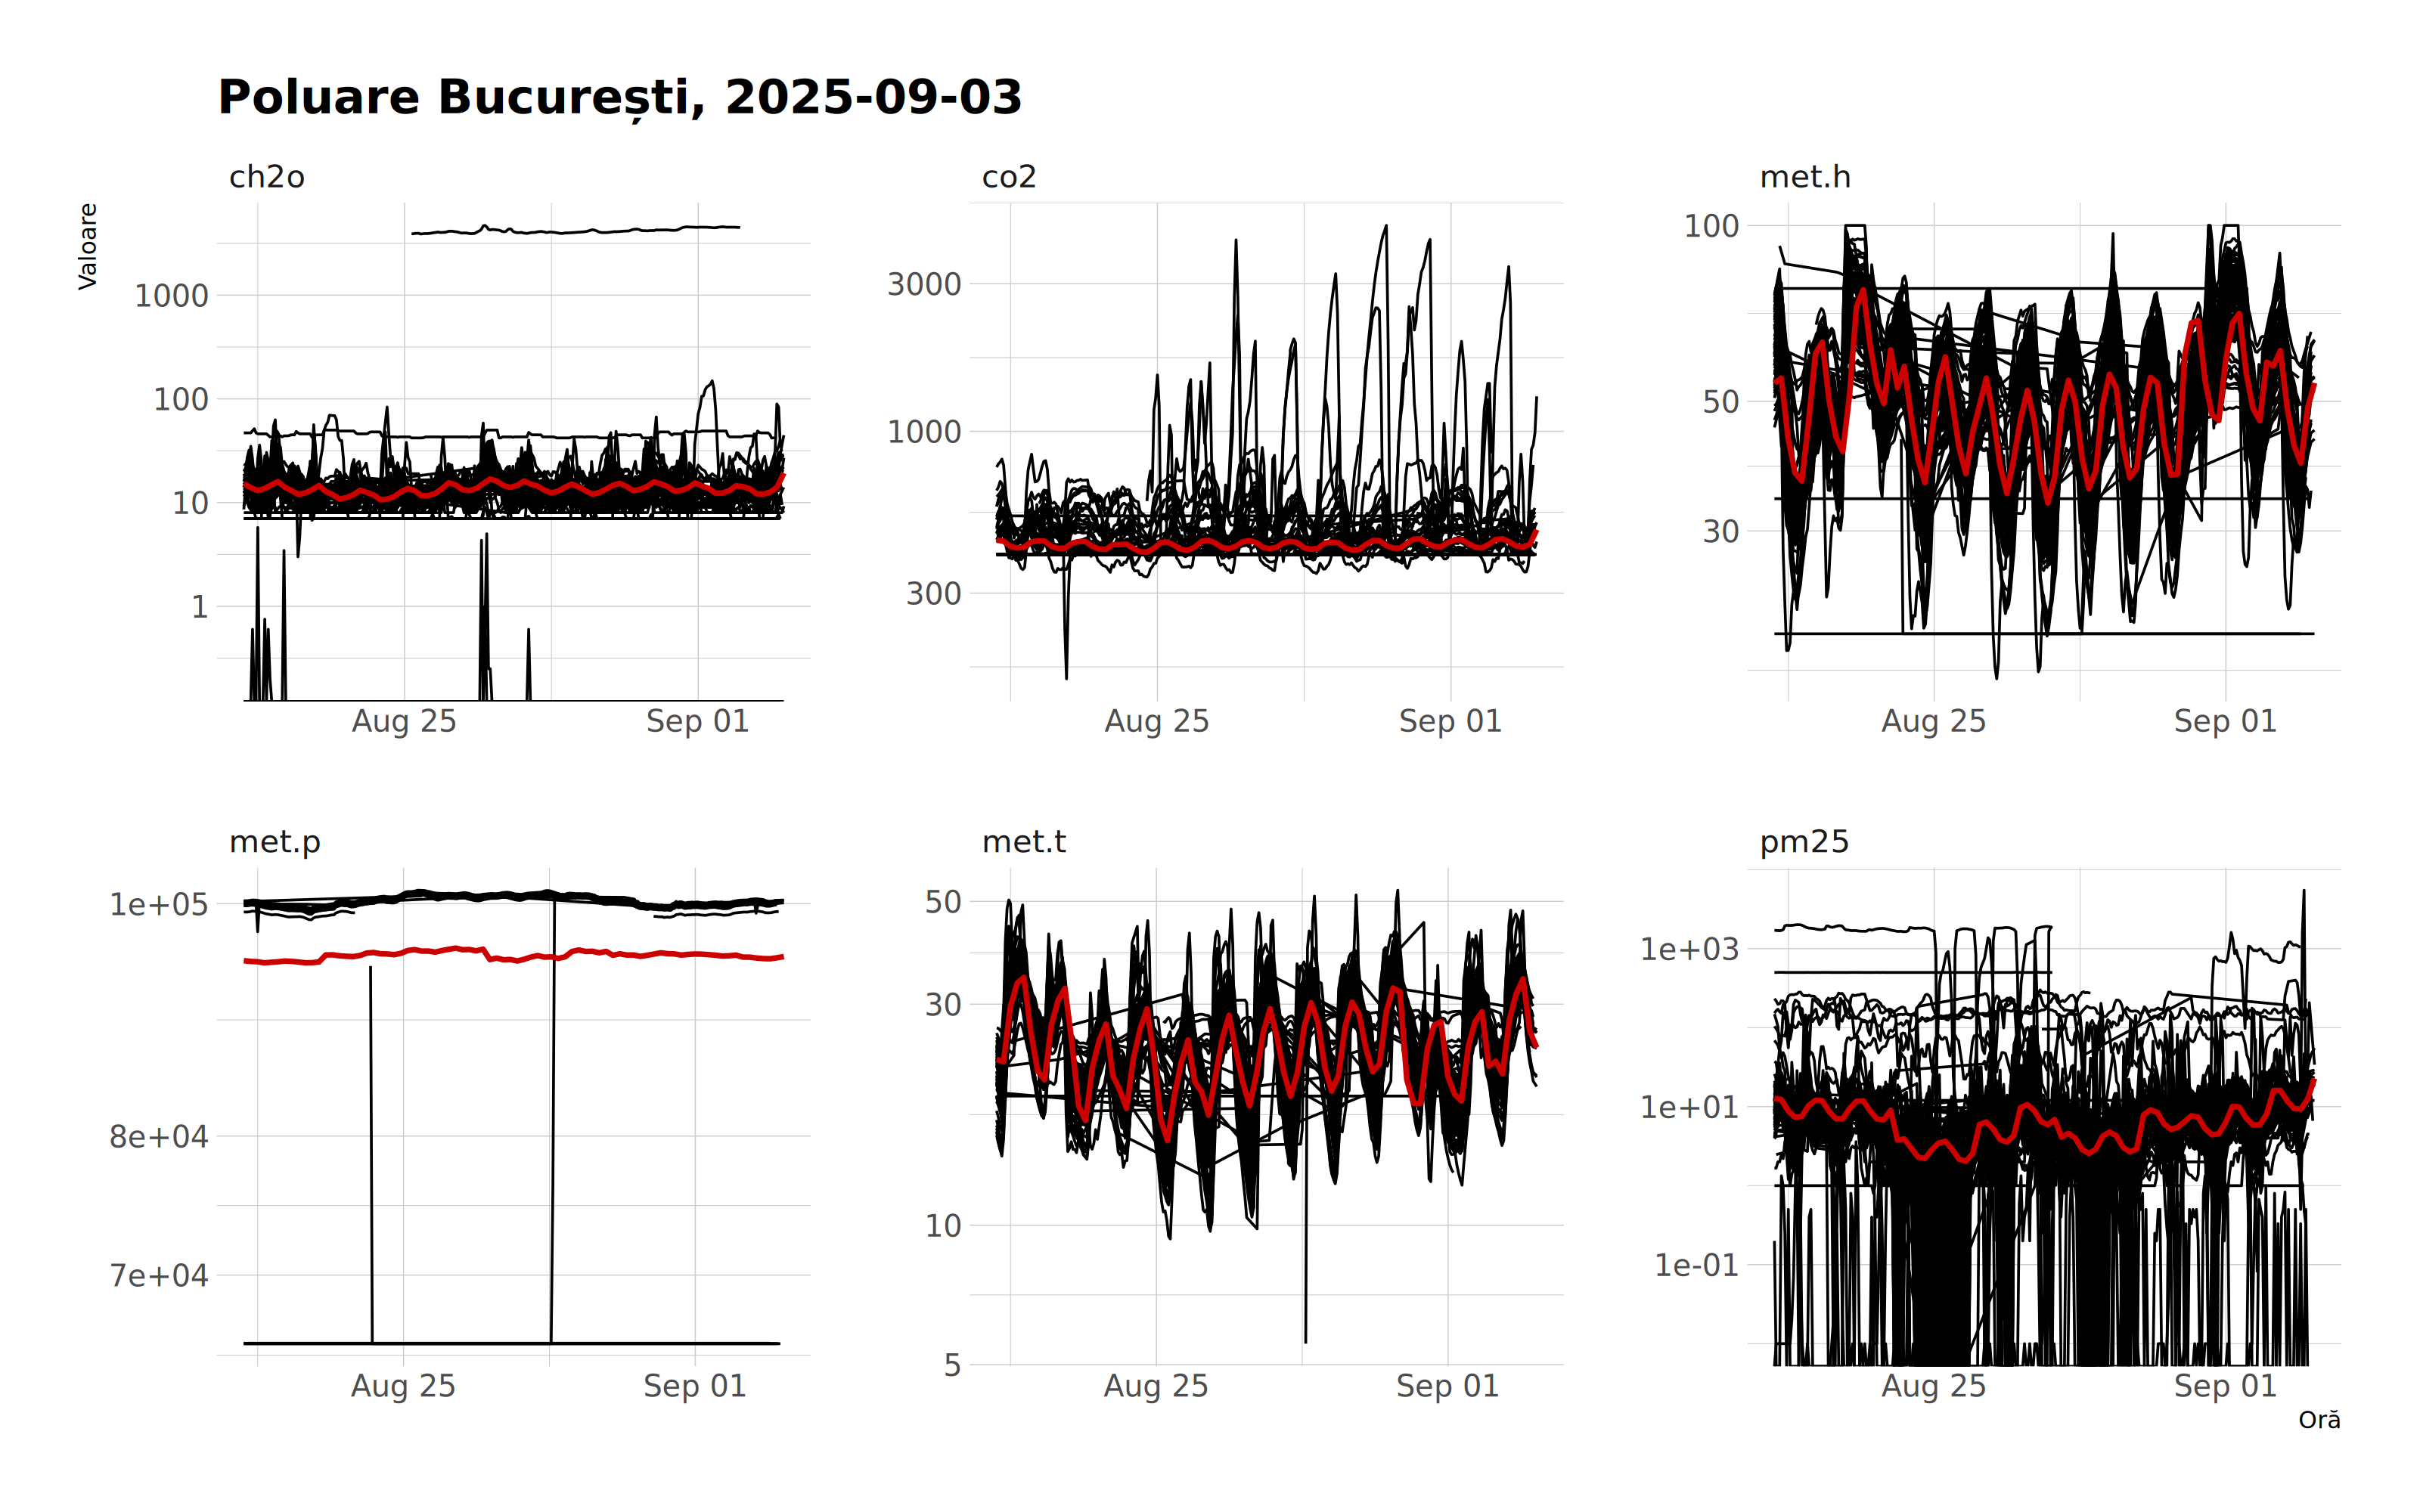 Poluare București, 2025-09-03
Valoare
ch2o
1000
100
10
1
Aug 25 Sep 01
co2
3000
1000
300
Aug 25 Sep 01
met.h
100
50
30
Aug 25 Sep 01
met.p
1e+05
8e+04
7e+04
Aug 25 Sep 01
met.t
50
30
10
5
Aug 25 Sep 01
pm25
1e+03
1e+01
1e-01
Aug 25 Sep 01
Oră